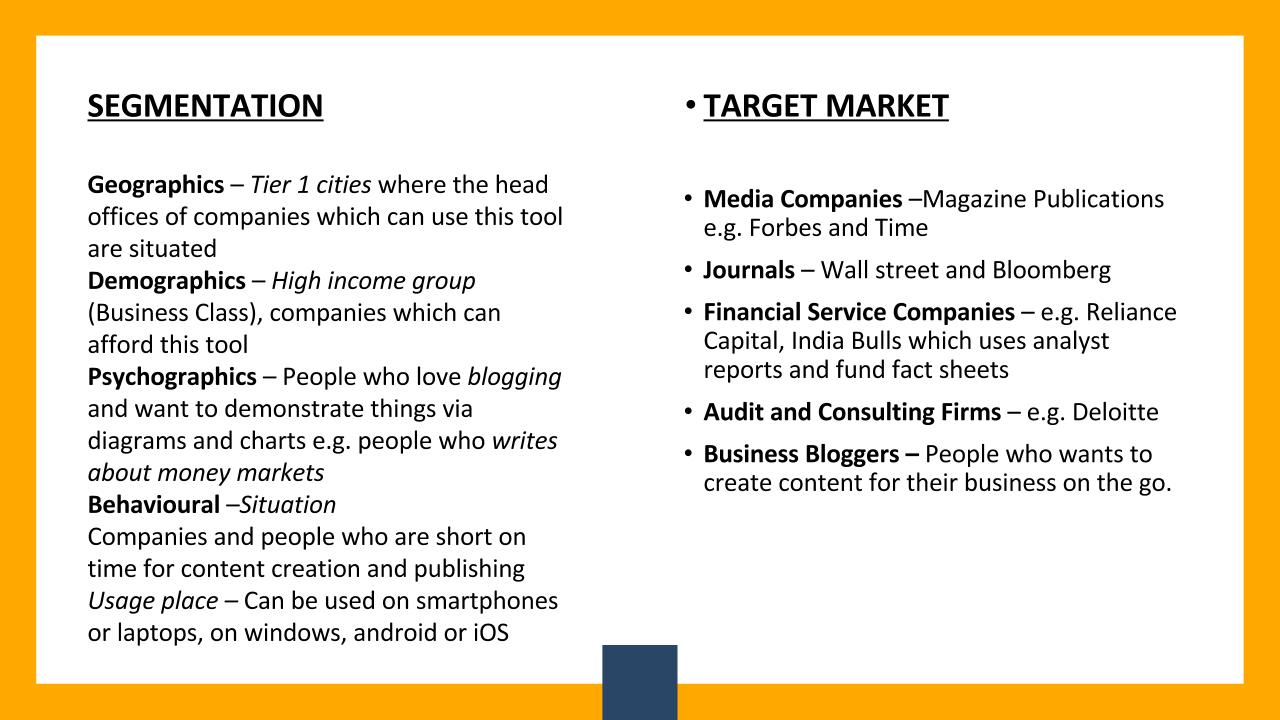 SEGMENTATION
Geographics – Tier 1 cities where the head
offices of companies which can use this tool
are situated
Demographics – High income group
(Business Class), companies which can
afford this tool
Psychographics – People who love blogging
and want to demonstrate things via
diagrams and charts e.g. people who writes
about money markets
Behavioural –Situation
Companies and people who are short on
time for content creation and publishing
Usage place – Can be used on smartphones
or laptops, on windows, android or iOS
• TARGET MARKET
• Media Companies –Magazine Publications
e.g. Forbes and Time
• Journals – Wall street and Bloomberg
• Financial Service Companies – e.g. Reliance
Capital, India Bulls which uses analyst
reports and fund fact sheets
• Audit and Consulting Firms – e.g. Deloitte
• Business Bloggers – People who wants to
create content for their business on the go.